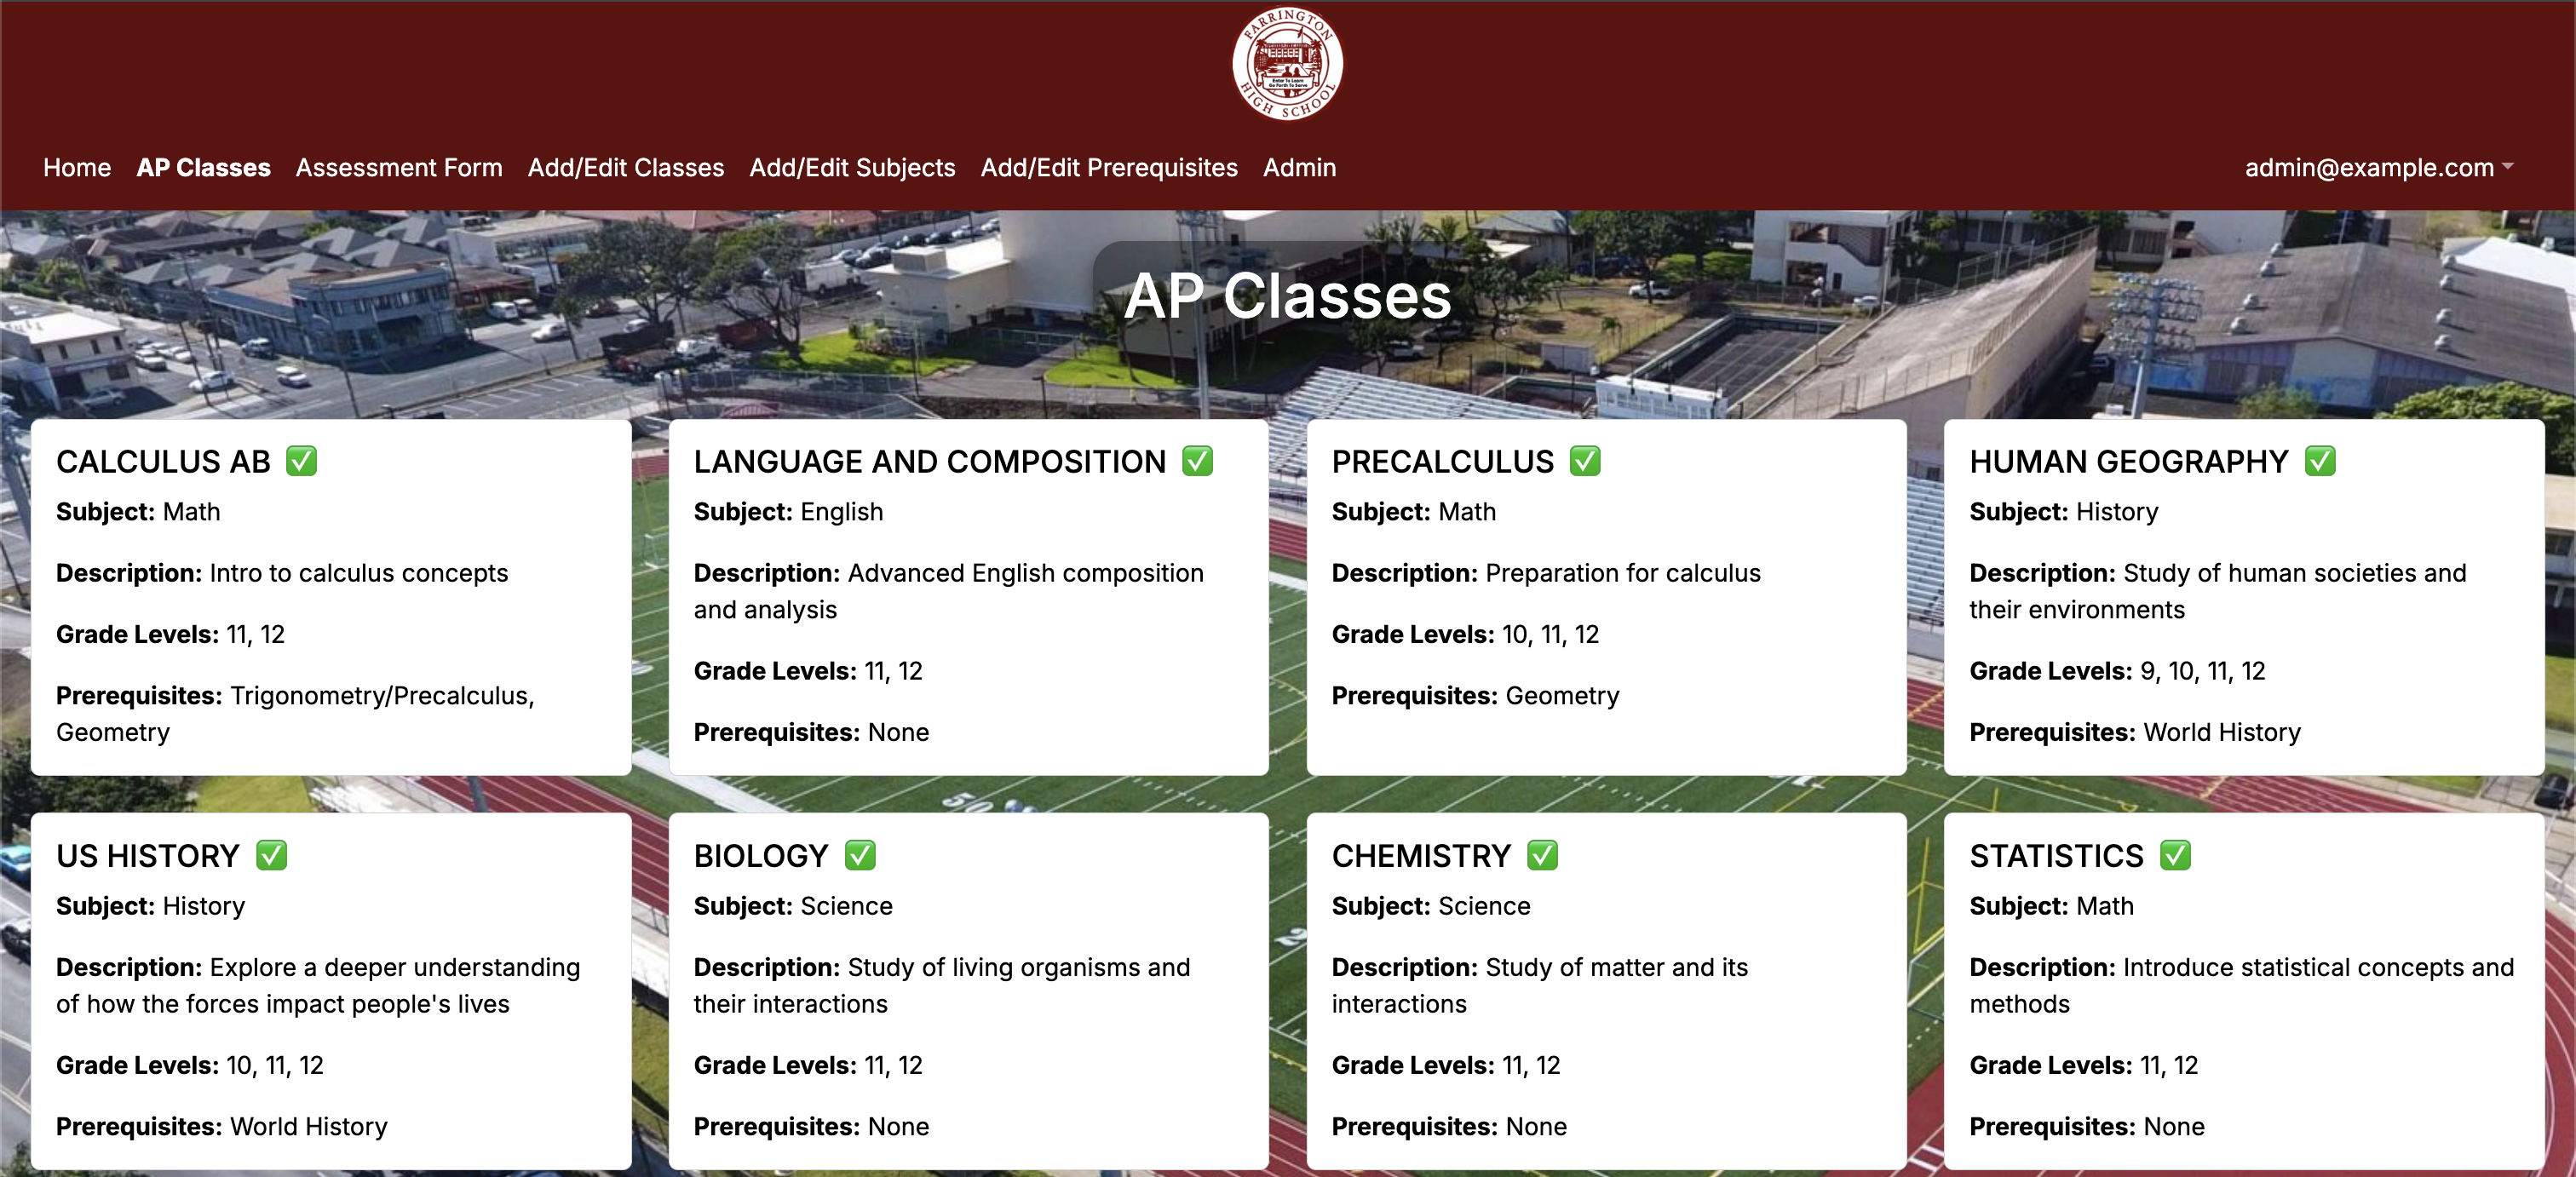 FARRINGTON
Enter To Learn
Go Forth To Serve
HIGH SCHOOL
Home AP Classes Assessment Form Add/Edit Classes Add/Edit Subjects Add/Edit Prerequisites Admin admin@example.com
AP Classes
CALCULUS AB ✅
Subject: Math
Description: Intro to calculus concepts
Grade Levels: 11, 12
Prerequisites: Trigonometry/Precalculus,
Geometry
LANGUAGE AND COMPOSITION ✅
Subject: English
Description: Advanced English composition
and analysis
Grade Levels: 11, 12
Prerequisites: None
PRECALCULUS ✅
Subject: Math
Description: Preparation for calculus
Grade Levels: 10, 11, 12
Prerequisites: Geometry
HUMAN GEOGRAPHY ✅
Subject: History
Description: Study of human societies and
their environments
Grade Levels: 9, 10, 11, 12
Prerequisites: World History
50
US HISTORY ✅
Subject: History
Description: Explore a deeper understanding
of how the forces impact people's lives
Grade Levels: 10, 11, 12
Prerequisites: World History
BIOLOGY ✅
Subject: Science
Description: Study of living organisms and
their interactions
Grade Levels: 11, 12
Prerequisites: None
CHEMISTRY ✅
Subject: Science
Description: Study of matter and its
interactions
Grade Levels: 11, 12
Prerequisites: None
STATISTICS ✅
Subject: Math
Description: Introduce statistical concepts and
methods
Grade Levels: 11, 12
Prerequisites: None